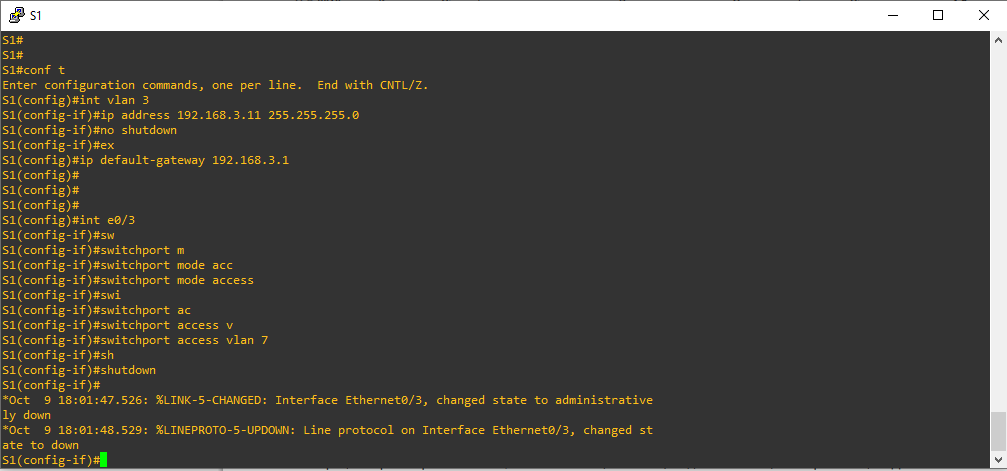 S1
S1#
S1#
S1#conf t
Enter configuration commands, one per line.  End with CNTL/Z.
S1(config)#int vlan 3
S1(config-if)#ip address 192.168.3.11 255.255.255.0
S1(config-if)#no shutdown
S1(config-if)#ex
S1(config)#ip default-gateway 192.168.3.1
S1(config)#
S1(config)#
S1(config)#
S1(config)#int e0/3
S1(config-if)#sw
S1(config-if)#switchport m
S1(config-if)#switchport mode acc
S1(config-if)#switchport mode access
S1(config-if)#swi
S1(config-if)#switchport ac
S1(config-if)#switchport access v
S1(config-if)#switchport access vlan 7
S1(config-if)#sh
S1(config-if)#shutdown
S1(config-if)#
*Oct  9 18:01:47.526: %LINK-5-CHANGED: Interface Ethernet0/3, changed state to administrative
ly down
*Oct  9 18:01:48.529: %LINEPROTO-5-UPDOWN: Line protocol on Interface Ethernet0/3, changed st
ate to down
S1(config-if)#